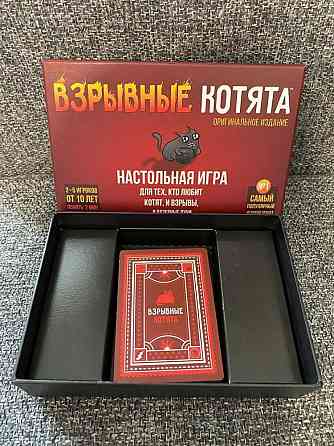 ВЗРЫВНЫЕ КОТЯТА
ОРИГИНАЛЬНОЕ ИЗДАНИЕ
НАСТОЛЬНАЯ ИГРА
ДЛЯ ТЕХ, КТО ЛЮБИТ
КОТЯТ, И ВЗРЫВЫ,
2-5 ИГРОКОВ
ОТ 10 ЛЕТ
САМЫЙ
ВЗРЫВНЫЕ
КОТЯТА